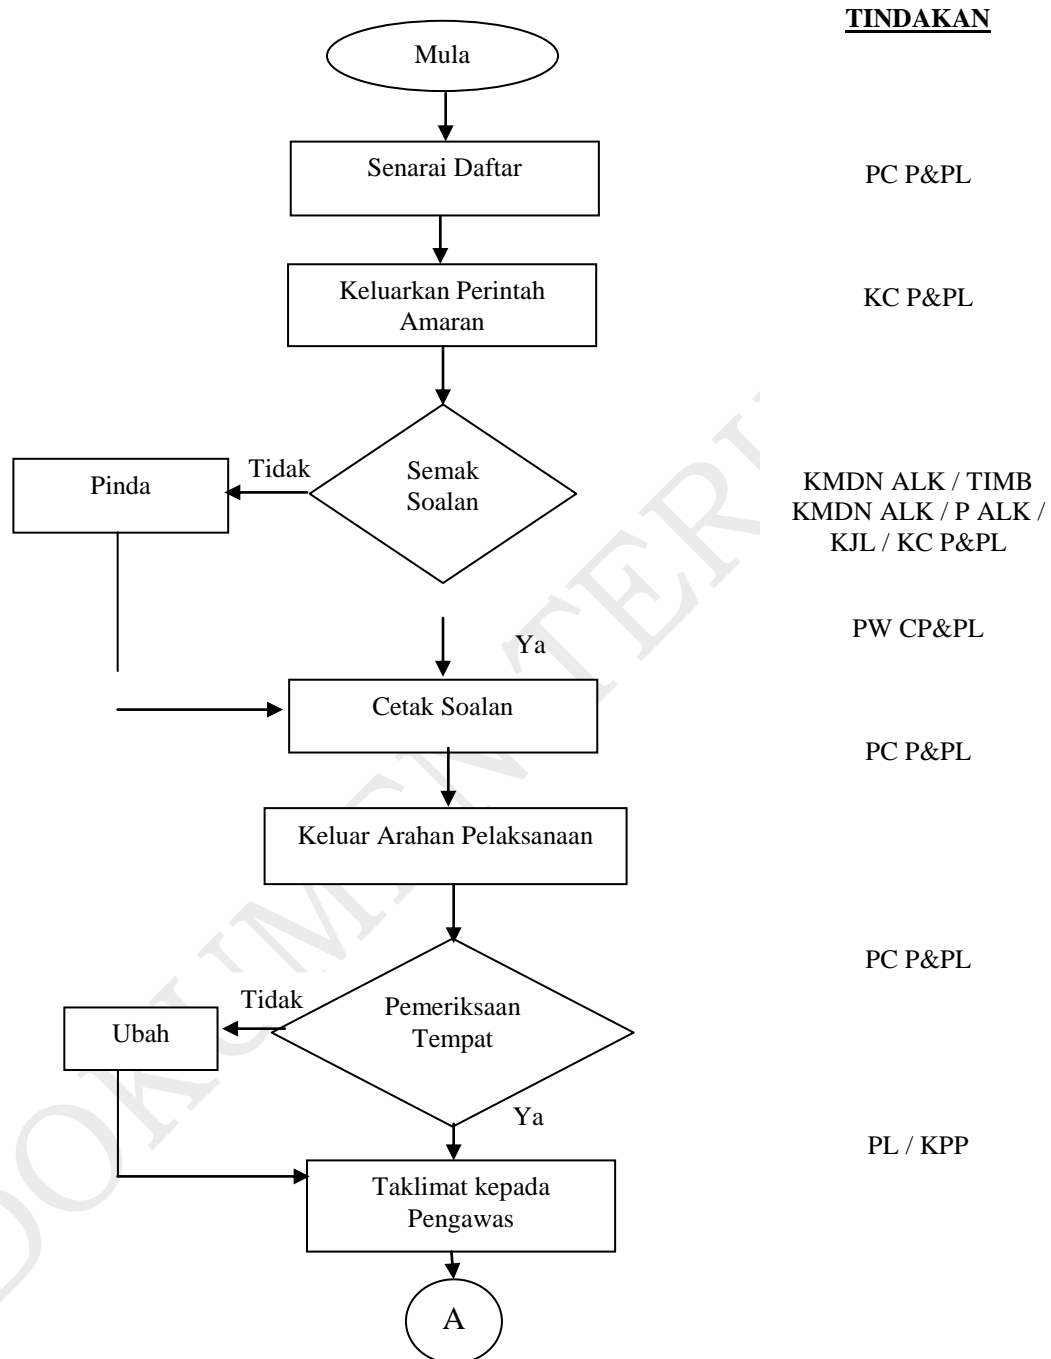 TINDAKAN
Mula
Senarai Daftar
PC P&PL
Keluarkan Perintah
Amaran
KC P&PL
Semak
Soalan
Tidak
Pinda
KMDN ALK / TIMB
KMDN ALK / P ALK /
KJL / KC P&PL
Ya
PW CP&PL
Cetak Soalan
PC P&PL
Keluar Arahan Pelaksanaan
PC P&PL
Pemeriksaan
Tempat
Tidak
Ubah
Ya
PL / KPP
Taklimat kepada
Pengawas
A
DOKUMEN